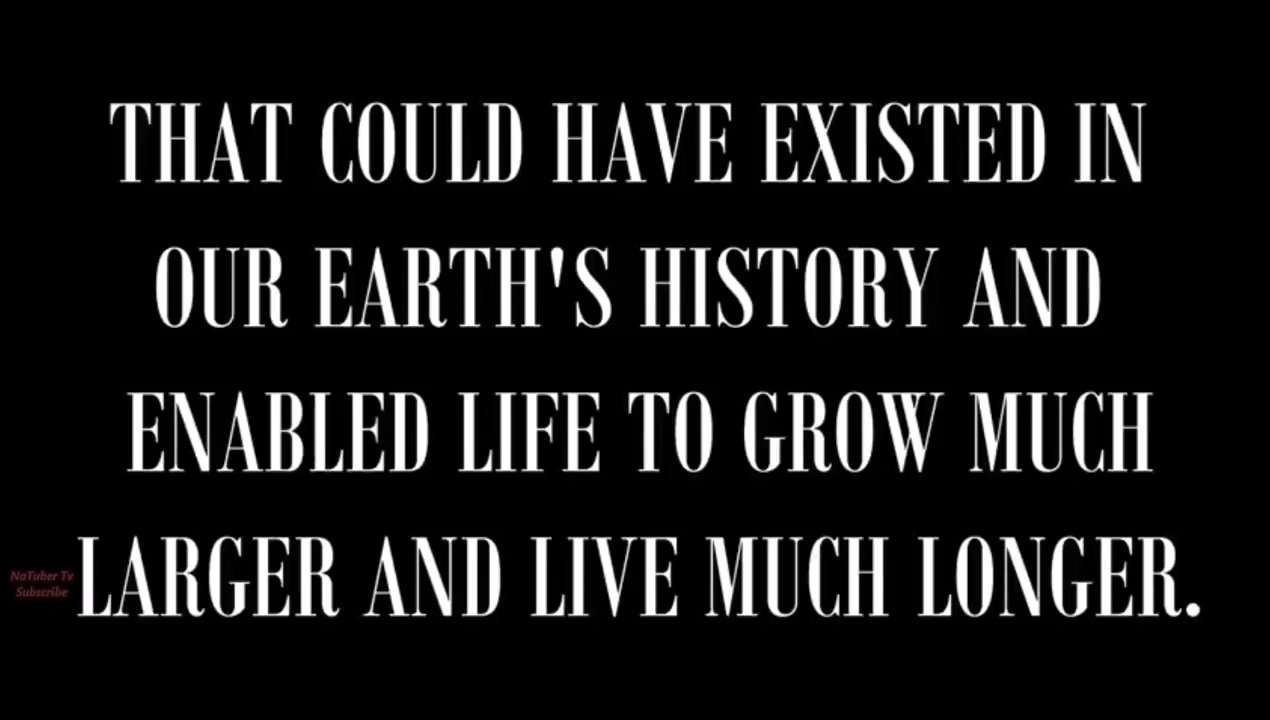 THAT COULD HAVE EXISTED IN
OUR EARTH'S HISTORY AND
ENABLED LIFE TO GROW MUCH
LARGER AND LIVE MUCH LONGER.
NaTuber Tv
Subscribe